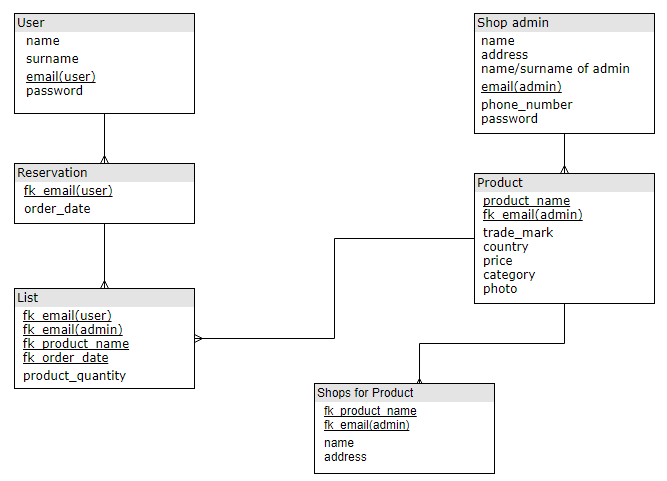 User
name
surname
email(user)
password
Shop admin
name
address
name/surname of admin
email(admin)
phone_number
password
Reservation
fk_email(user)
order_date
Product
product_name
fk_email(admin)
trade_mark
country
price
category
photo
List
fk_email(user)
fk_email(admin)
fk_product_name
fk_order_date
product_quantity
Shops for Product
fk_product_name
fk_email(admin)
name
address